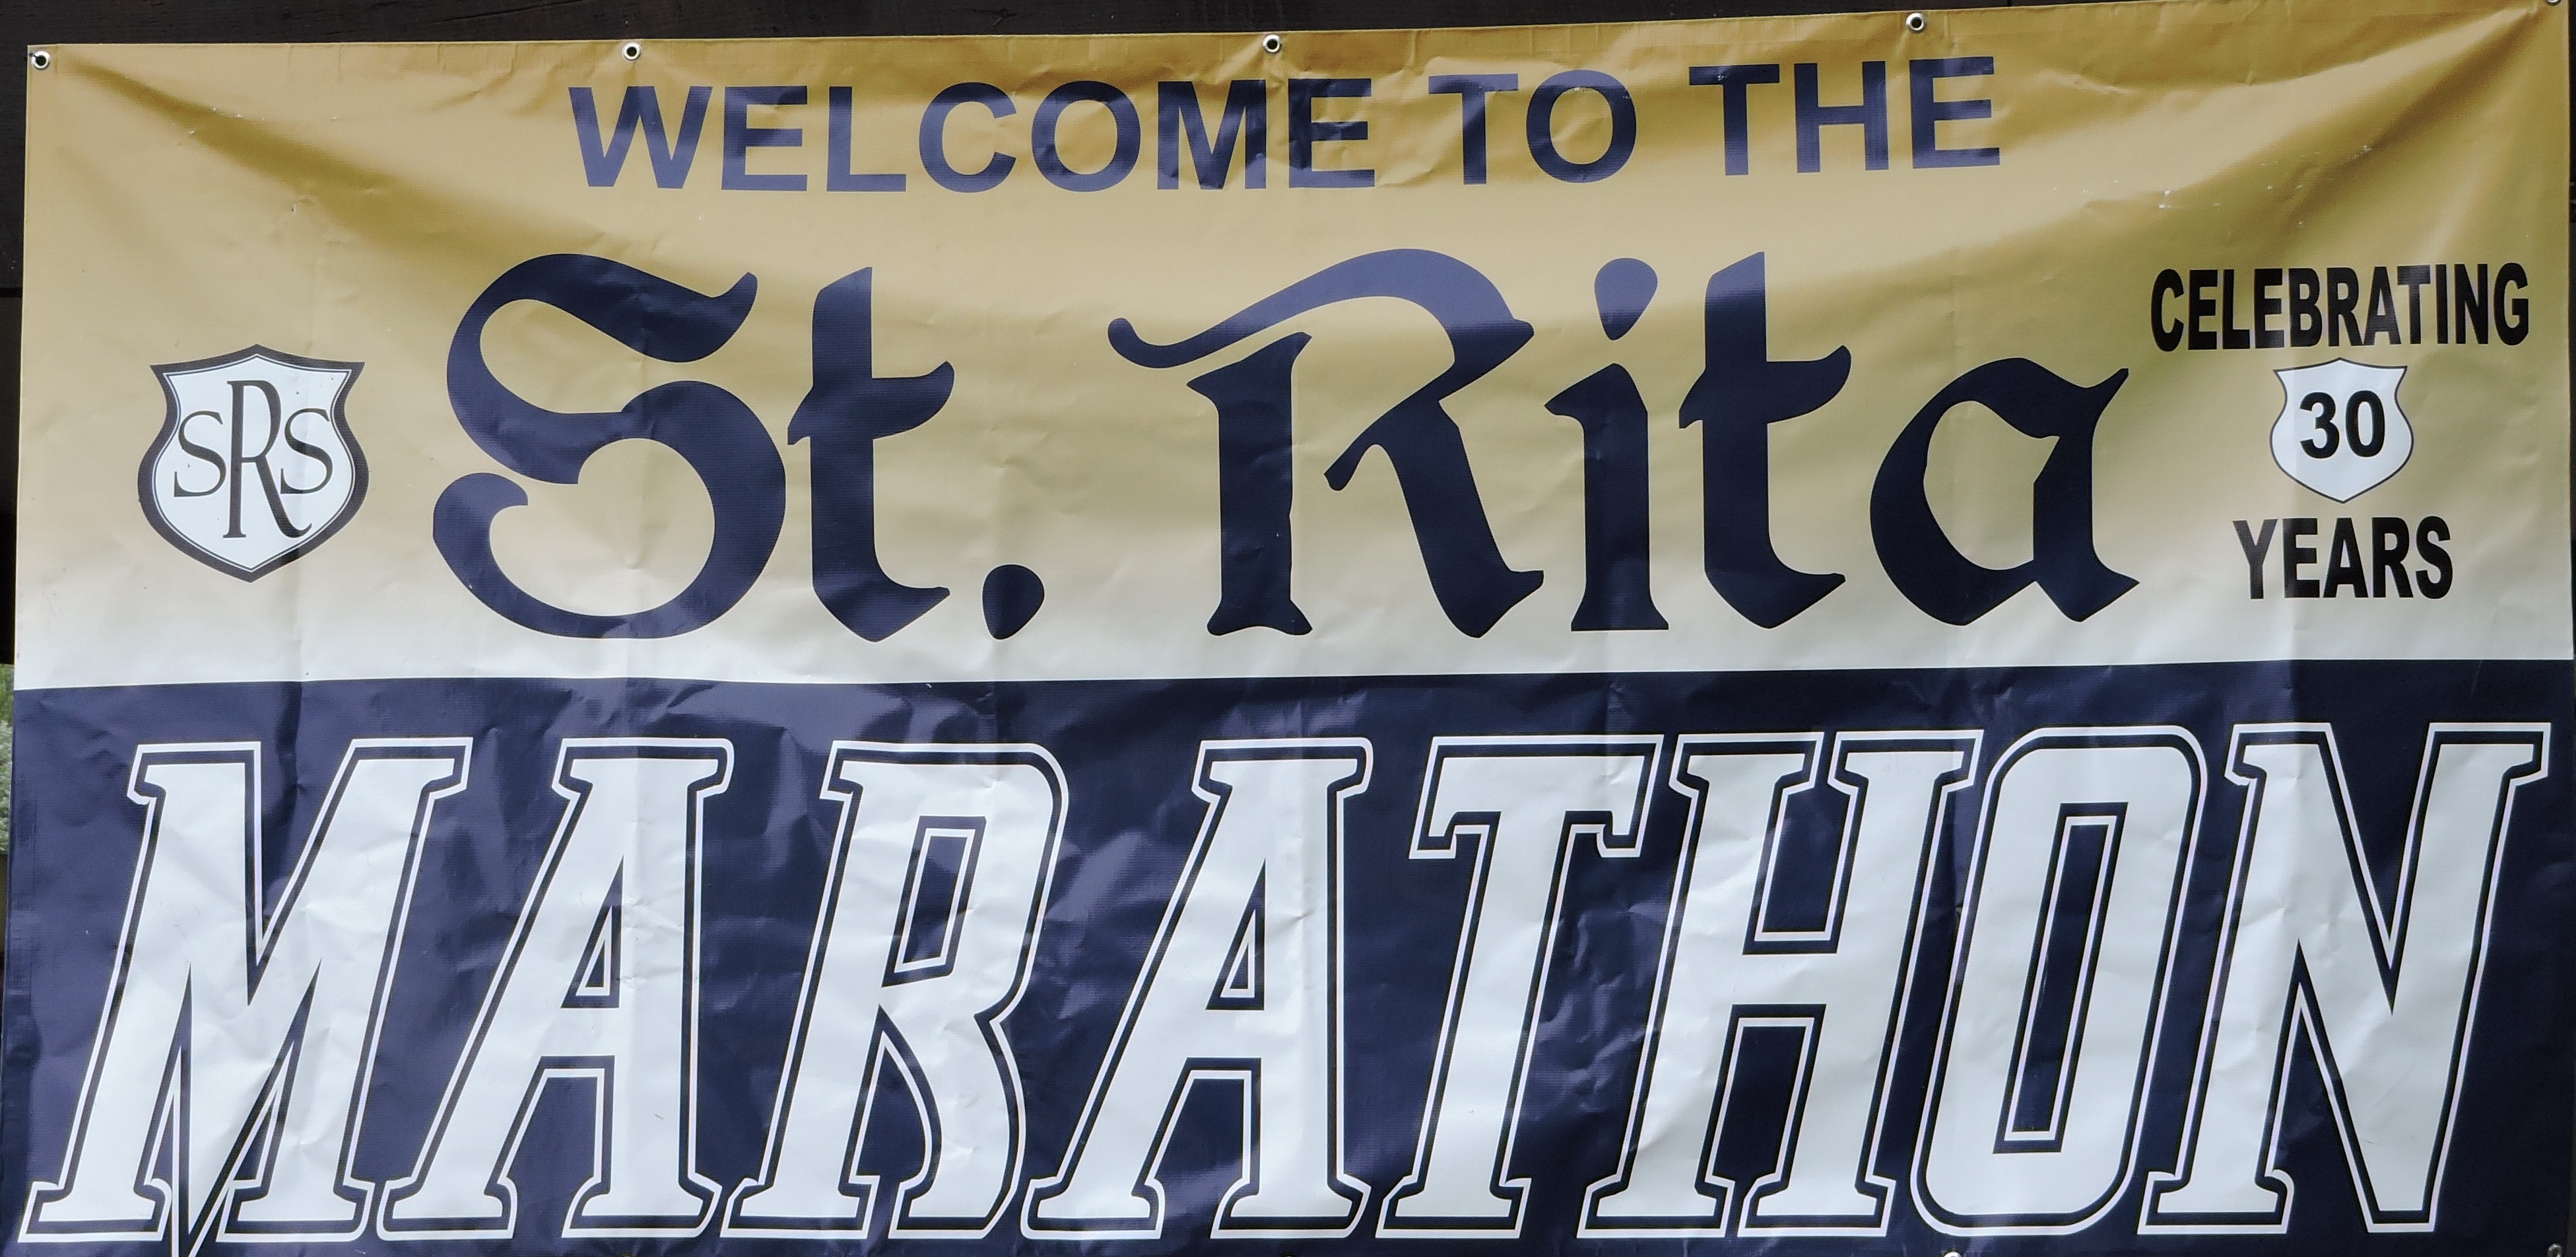 WELCOME TO THE
SRS
St. Rita
CELEBRATING
30
YEARS
MARATHON